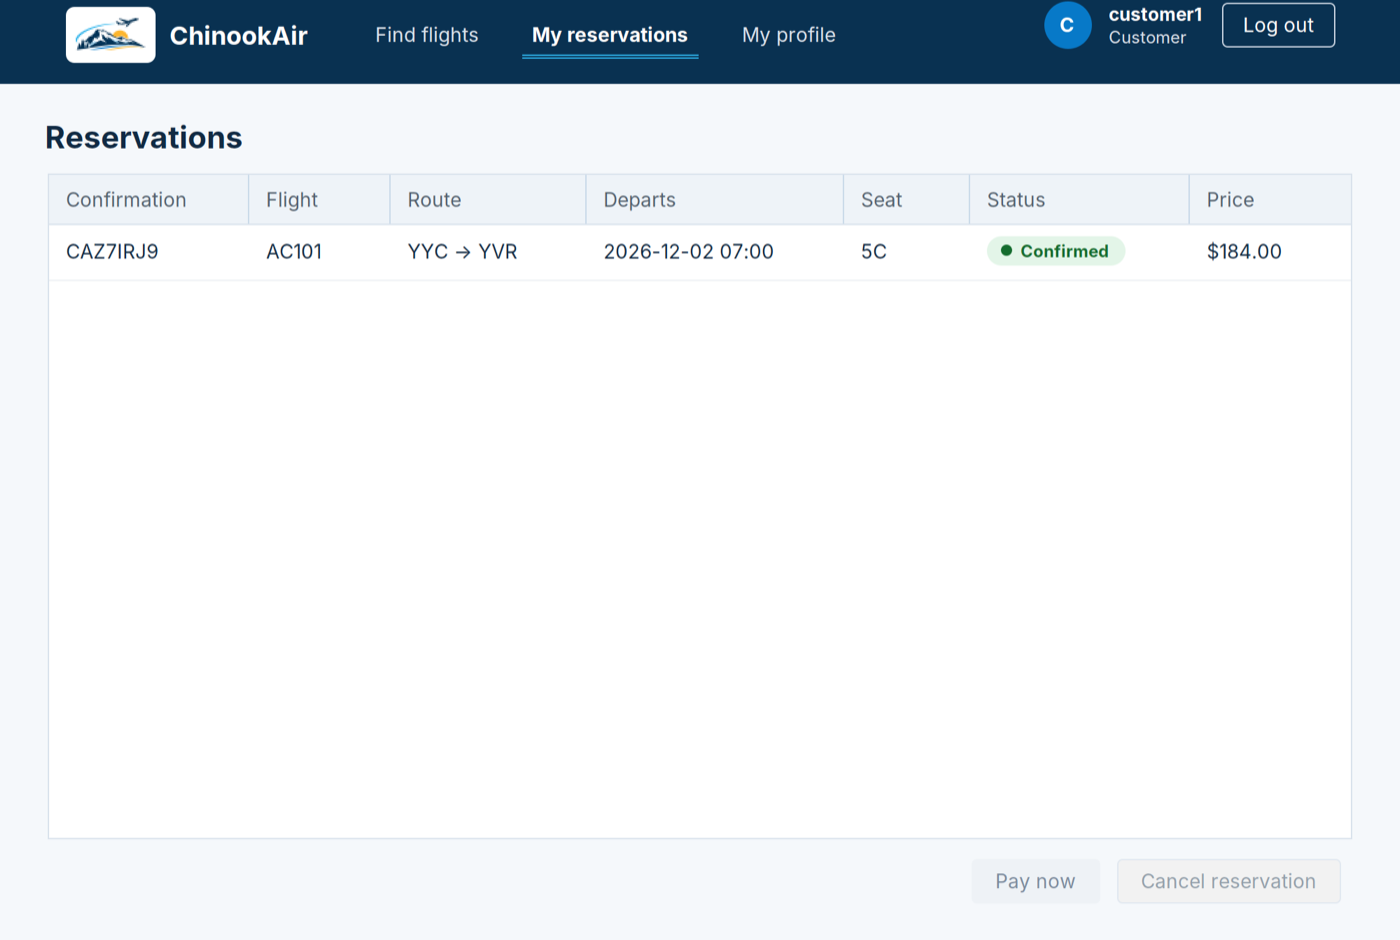 ChinookAir
Find flights
My reservations
My profile
C
customer1
Customer
Log out
Reservations
Confirmation Flight Route Departs Seat Status Price
CAZ7IRJ9 AC101 YYC → YVR 2026-12-02 07:00 5C Confirmed $184.00
Pay now
Cancel reservation